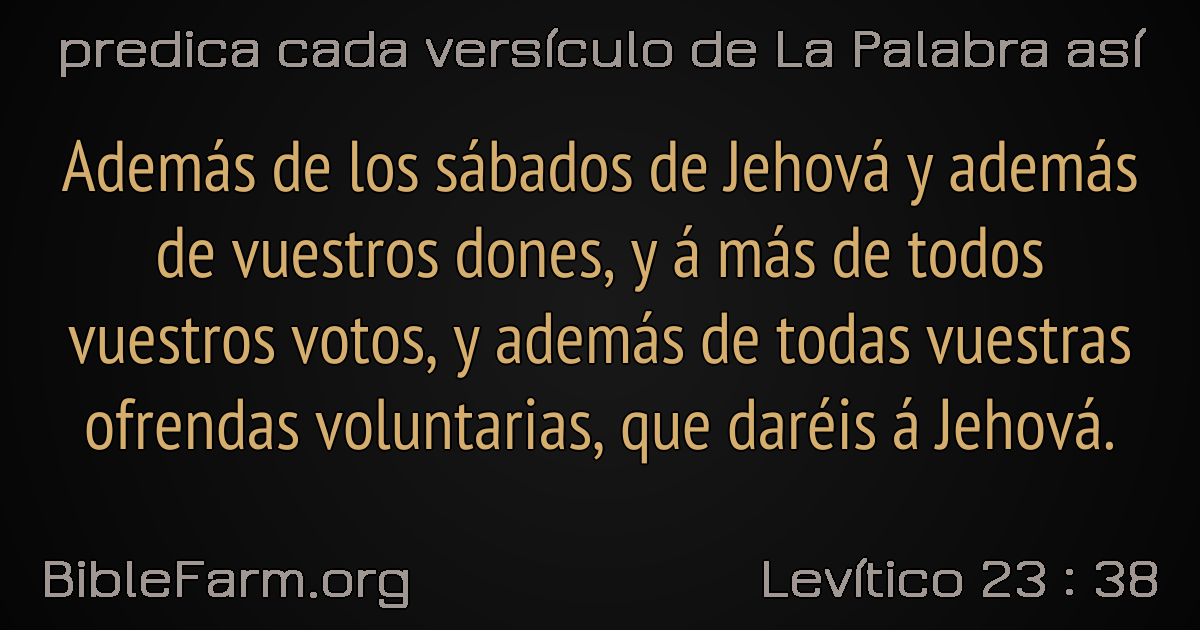 predica cada versículo de La Palabra así
Además de los sábados de Jehová y además
de vuestros dones, y á más de todos
vuestros votos, y además de todas vuestras
ofrendas voluntarias, que daréis á Jehová.
BibleFarm.org
Levítico 23 : 38